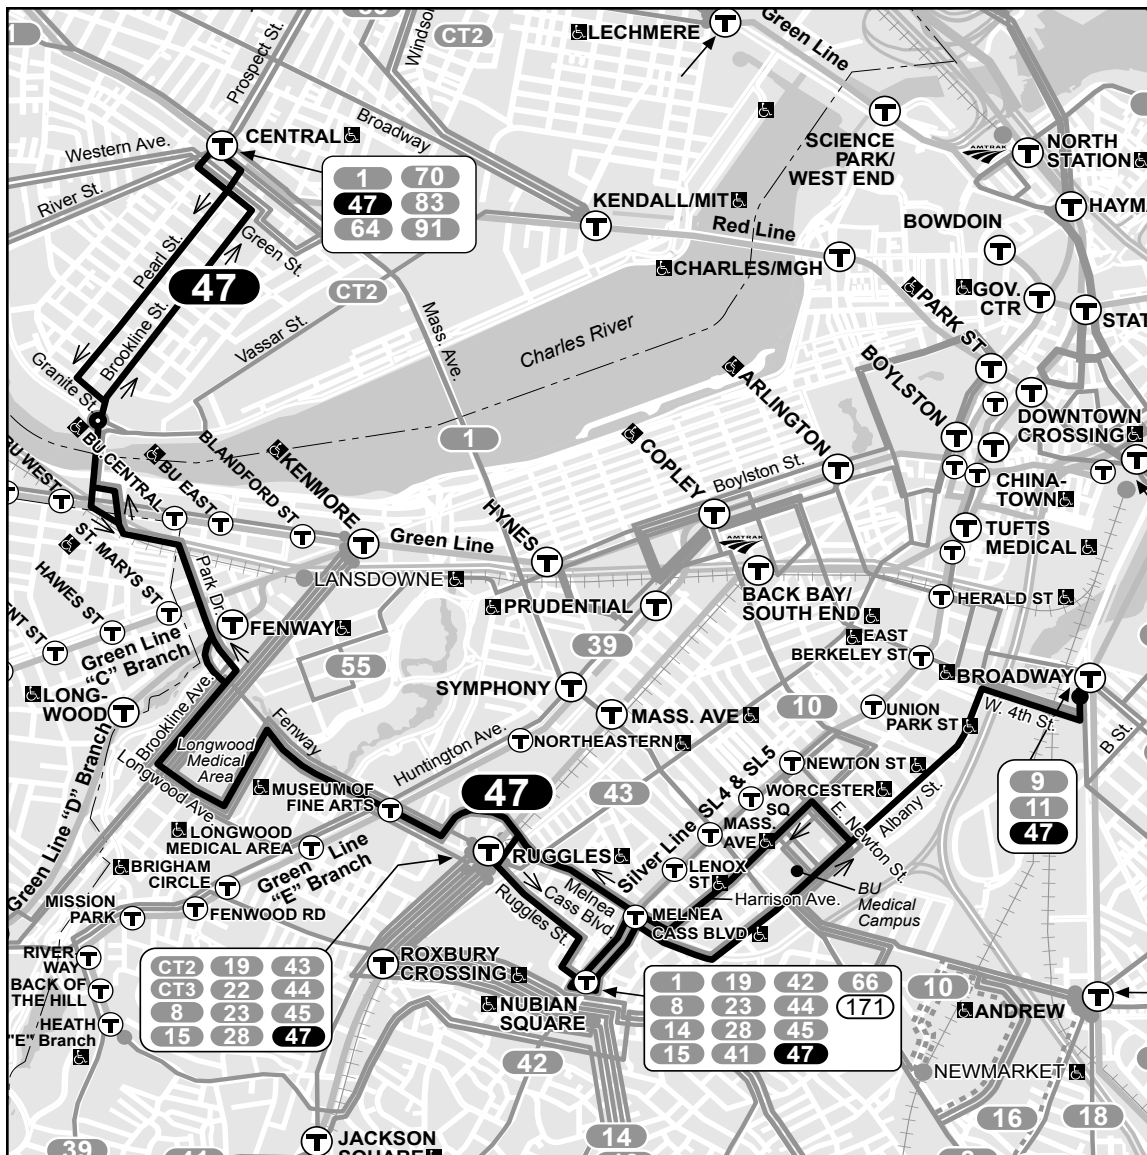 CT2
LECHMERE
Green Line
Windsor
Prospect St.
Broadway
Western Ave.
CENTRAL
River St.
1 70
47 83
64 91
SCIENCE
PARK/
WEST END
AMTRAK
NORTH
STATION
KENDALL/MIT
Red Line
HAYM
BOWDOIN
CHARLES/MGH
GOV.
CTR
PARK ST
STAT
Pearl St.
Green St.
47
CT2
Brookline St.
Vassar St.
Mass. Ave.
Charles River
Granite St.
BOYLSTON
ARLINGTON
DOWNTOWN
CROSSING
1
BU WEST
BU CENTRAL
BU EAST
BLANDFORD ST
KENMORE
HYNES
COPLEY
Boylston St.
CHINA-
TOWN
Green Line
AMTRAK
TUFTS
MEDICAL
ST. MARYS ST
HAWES ST
ENT ST
Park Dr.
LANSDOWNE
PRUDENTIAL
BACK BAY/
SOUTH END
HERALD ST
FENWAY
Green Line
"C" Branch
55
39
EAST
BERKELEY ST
BROADWAY
LONG-
WOOD
SYMPHONY
MASS. AVE
10
UNION
PARK ST
W. 4th St.
B St.
Brookline Ave.
Longwood
Medical
Area
Fenway
Huntington Ave.
NORTHEASTERN
Green Line "D" Branch
Longwood Ave.
MUSEUM OF
FINE ARTS
47
43
Silver Line SL4 & SL5
NEWTON ST
WORCESTER
SQ
MASS.
AVE
E. Newton St.
Albany St.
9
11
47
LONGWOOD
MEDICAL AREA
Green Line
"E" Branch
RUGGLES
LENOX
ST
BRIGHAM
CIRCLE
FENWOOD RD
MISSION
PARK
Ruggles St.
Melnea
Cass Blvd.
Harrison Ave.
BU
Medical
Campus
MELNEA
CASS BLVD
RIVER
WAY
BACK OF
THE HILL
HEATH
"E" Branch
CT2 19 43
CT3 22 44
8 23 45
15 28 47
ROXBURY
CROSSING
NUBIAN
SQUARE
1 19 42 66
8 23 44 171
14 28 45
15 41 47
10
ANDREW
NEWMARKET
42
16
18
14
39
JACKSON
SQUARE